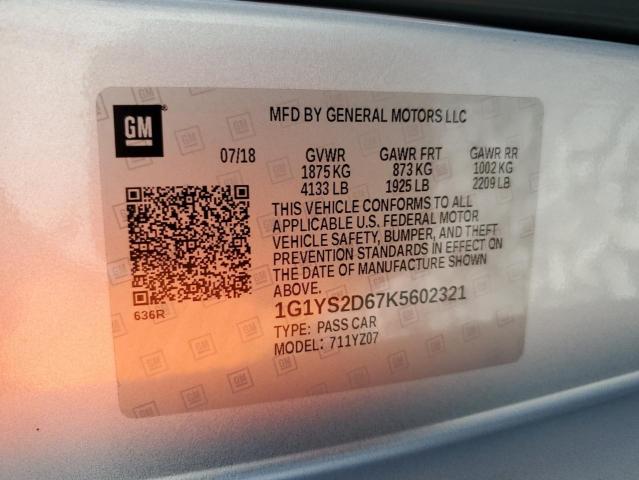 GM
MFD BY GENERAL MOTORS LLC
07/18 GVWR GAWR FRT GAWR RR
1875 KG 873 KG 1002 KG
4133 LB 1925 LB 2209 LB
THIS VEHICLE CONFORMS TO ALL
APPLICABLE U.S. FEDERAL MOTOR
VEHICLE SAFETY, BUMPER, AND THEFT
PREVENTION STANDARDS IN EFFECT ON
THE DATE OF MANUFACTURE SHOWN
ABOVE.
636R
1G1YS2D67K5602321
TYPE: PASS CAR
MODEL: 711YZ07